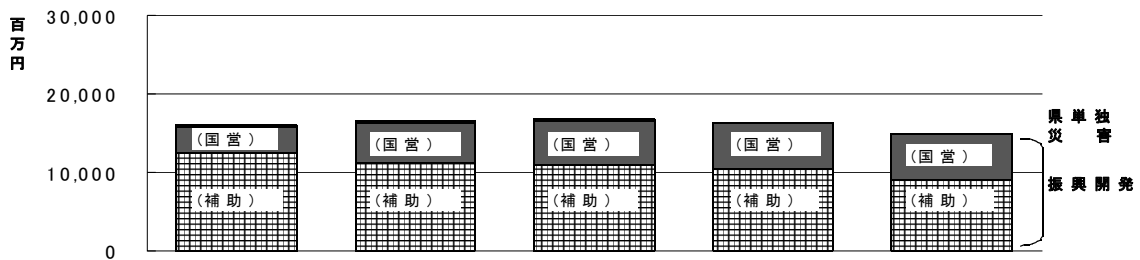 百万円
30,000
20,000
10,000
0
(国営)
(国営)
(国営)
(国営)
(国営)
(補助)
(補助)
(補助)
(補助)
(補助)
県単独
災害
振興開発